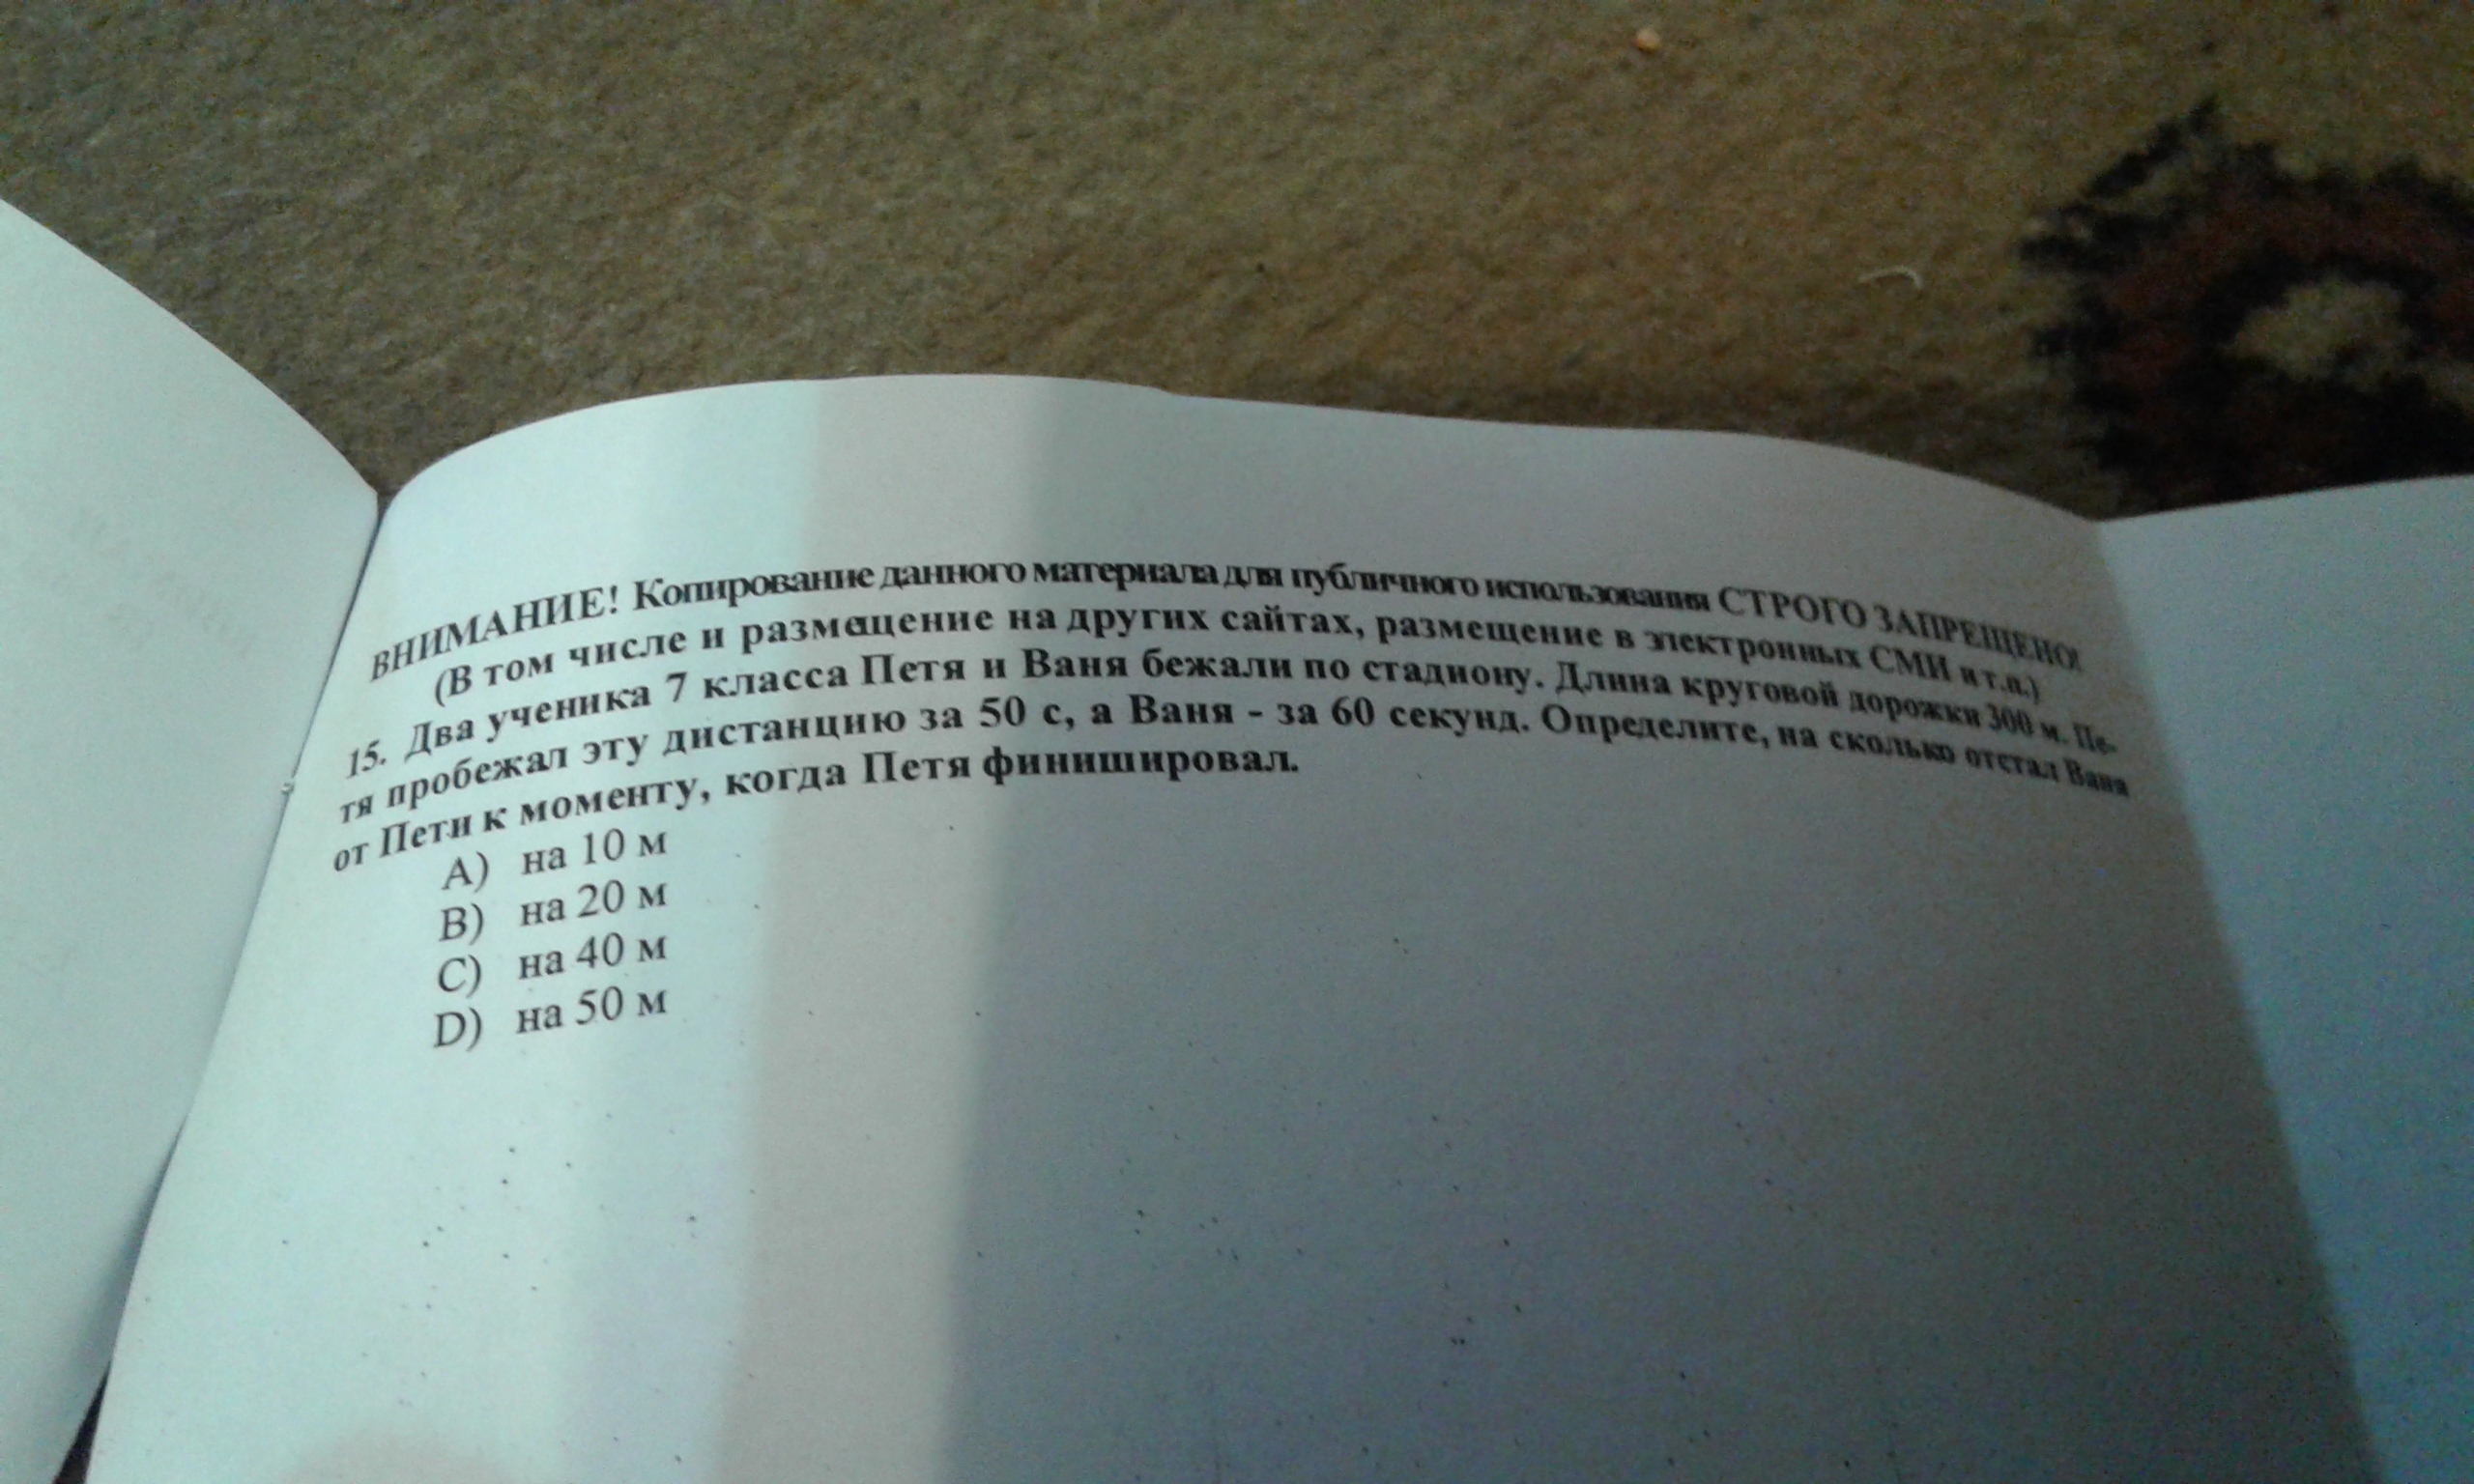 ВНИМАНИЕ! Копирование данного материала для публичного использования СТРОГО ЗАПРЕЩЕНО!
(В том числе и размещение на других сайтах, размещение в электронных СМИ и т.п.)
15. Два ученика 7 класса Петя и Ваня бежали по стадиону. Длина круговой дорожки 300 м. Пе-
тя пробежал эту дистанцию за 50 с, а Ваня - за 60 секунд. Определите, на сколько отстал Ваня
от Пети к моменту, когда Петя финишировал.
A) на 10 м
B) на 20 м
C) на 40 м
D) на 50 м